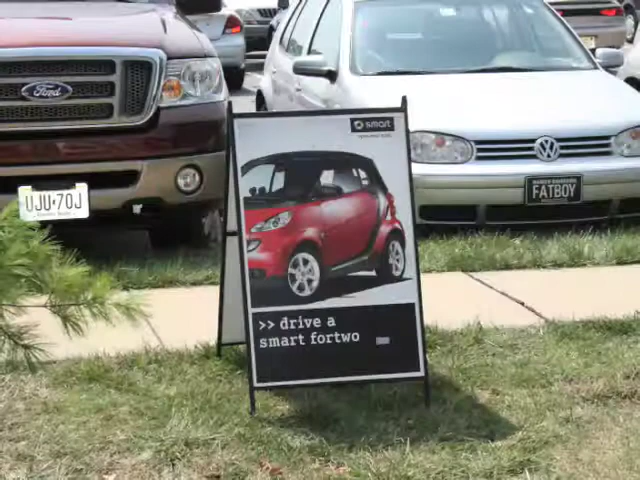 Ford
UJU•70J
smart
>> drive a
smart fortwo
FATBOY